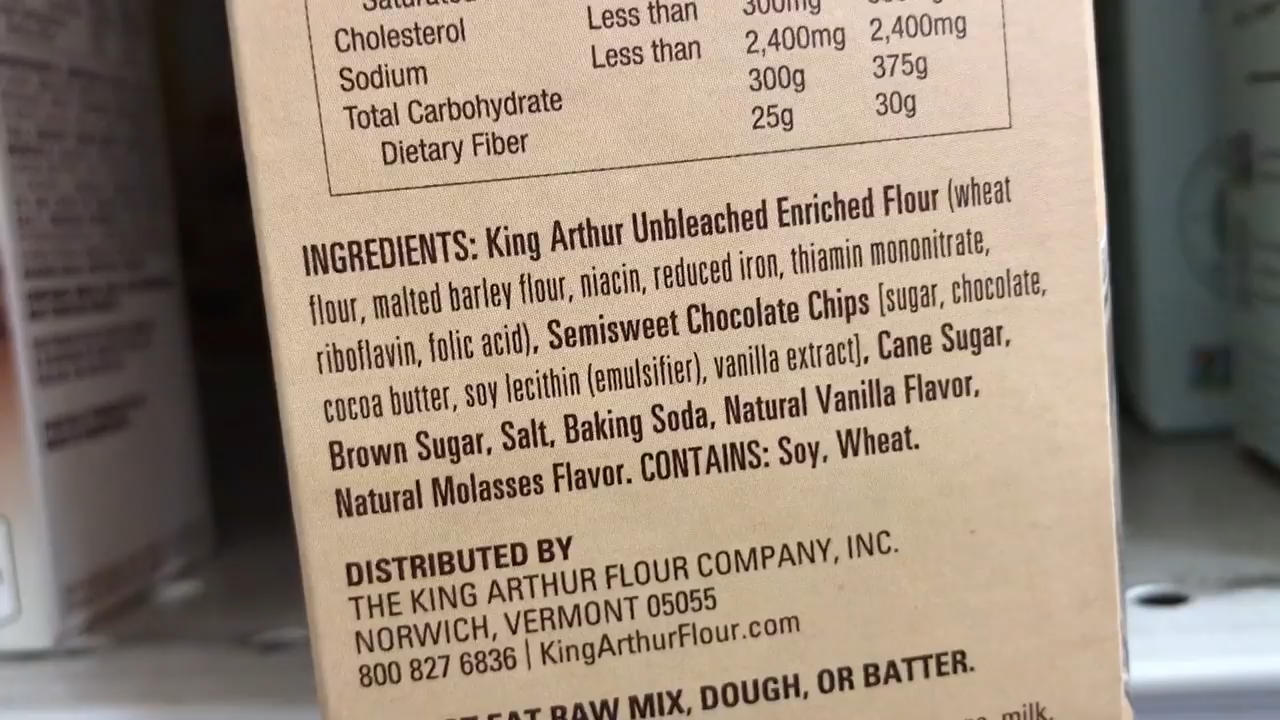 Cholesterol Less than 300mg
Sodium Less than 2,400mg 2,400mg
Total Carbohydrate 300g 375g
Dietary Fiber 25g 30g
INGREDIENTS: King Arthur Unbleached Enriched Flour (wheat
flour, malted barley flour, niacin, reduced iron, thiamin mononitrate,
riboflavin, folic acid), Semisweet Chocolate Chips [sugar, chocolate,
cocoa butter, soy lecithin (emulsifier), vanilla extract], Cane Sugar,
Brown Sugar, Salt, Baking Soda, Natural Vanilla Flavor,
Natural Molasses Flavor. CONTAINS: Soy, Wheat.
DISTRIBUTED BY
THE KING ARTHUR FLOUR COMPANY, INC.
NORWICH, VERMONT 05055
800 827 6836 | KingArthurFlour.com
EAT RAW MIX, DOUGH, OR BATTER.
milk,